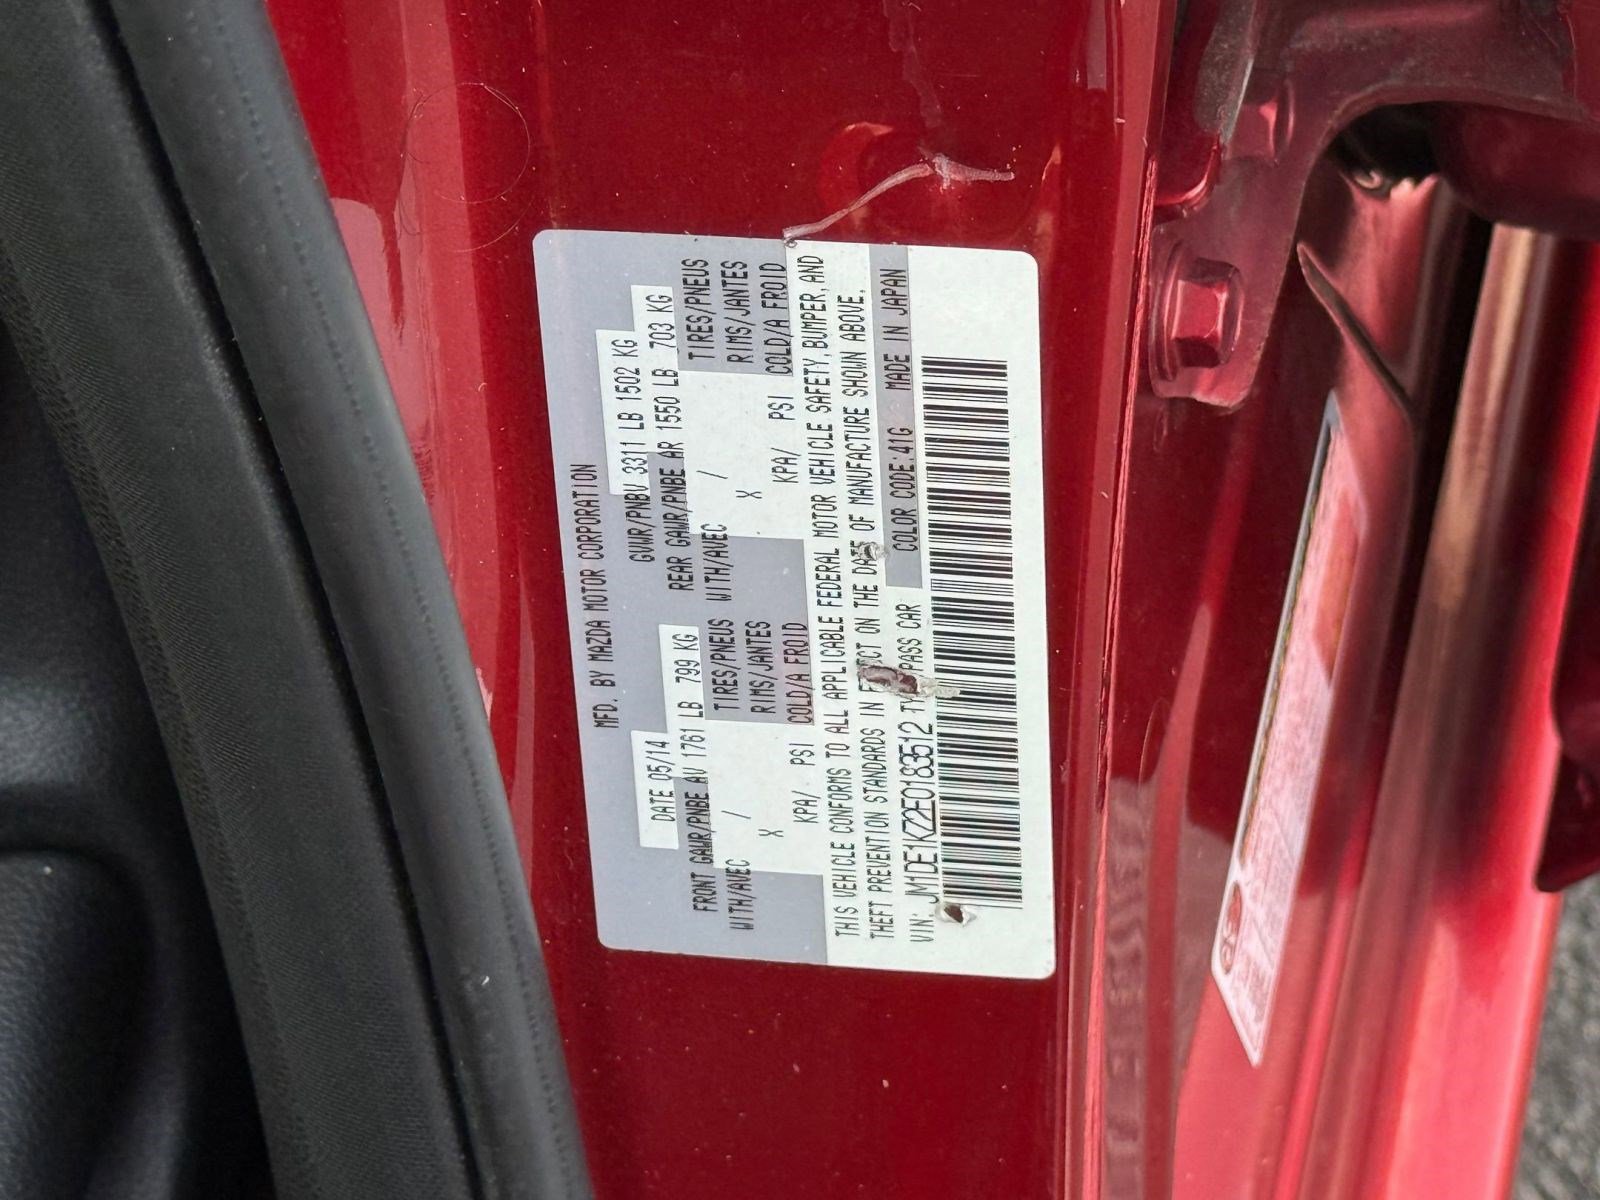 MFD. BY MAZDA MOTOR CORPORATION
DATE 05/14 GVWR/PNBV 3311 LB 1502 KG
FRONT GAWR/PNBE AV 1761 LB 799 KG REAR GAWR/PNBE AR 1550 LB 703 KG
WITH/AVEC / TIRES/PNEUS WITH/AVEC / TIRES/PNEUS
X RIMS/JANTES X RIMS/JANTES
KPA/ PSI COLD/A FROID KPA/ PSI COLD/A FROID
THIS VEHICLE CONFORMS TO ALL APPLICABLE FEDERAL MOTOR VEHICLE SAFETY, BUMPER, AND
THEFT PREVENTION STANDARDS IN EFFECT ON THE DATE OF MANUFACTURE SHOWN ABOVE.
VIN: JM1DE1KZ2E0183512 TYPASS CAR COLOR CODE:41G MADE IN JAPAN